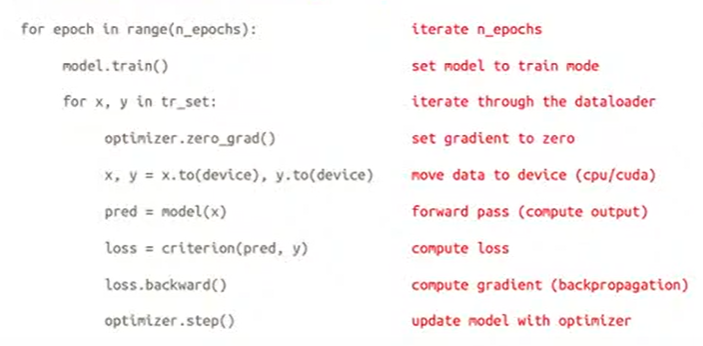 for epoch in range(n_epochs): iterate n_epochs
model.train() set model to train mode
for x, y in tr_set: iterate through the dataloader
optimizer.zero_grad() set gradient to zero
x, y = x.to(device), y.to(device) move data to device (cpu/cuda)
pred = model(x) forward pass (compute output)
loss = criterion(pred, y) compute loss
loss.backward() compute gradient (backpropagation)
optimizer.step() update model with optimizer